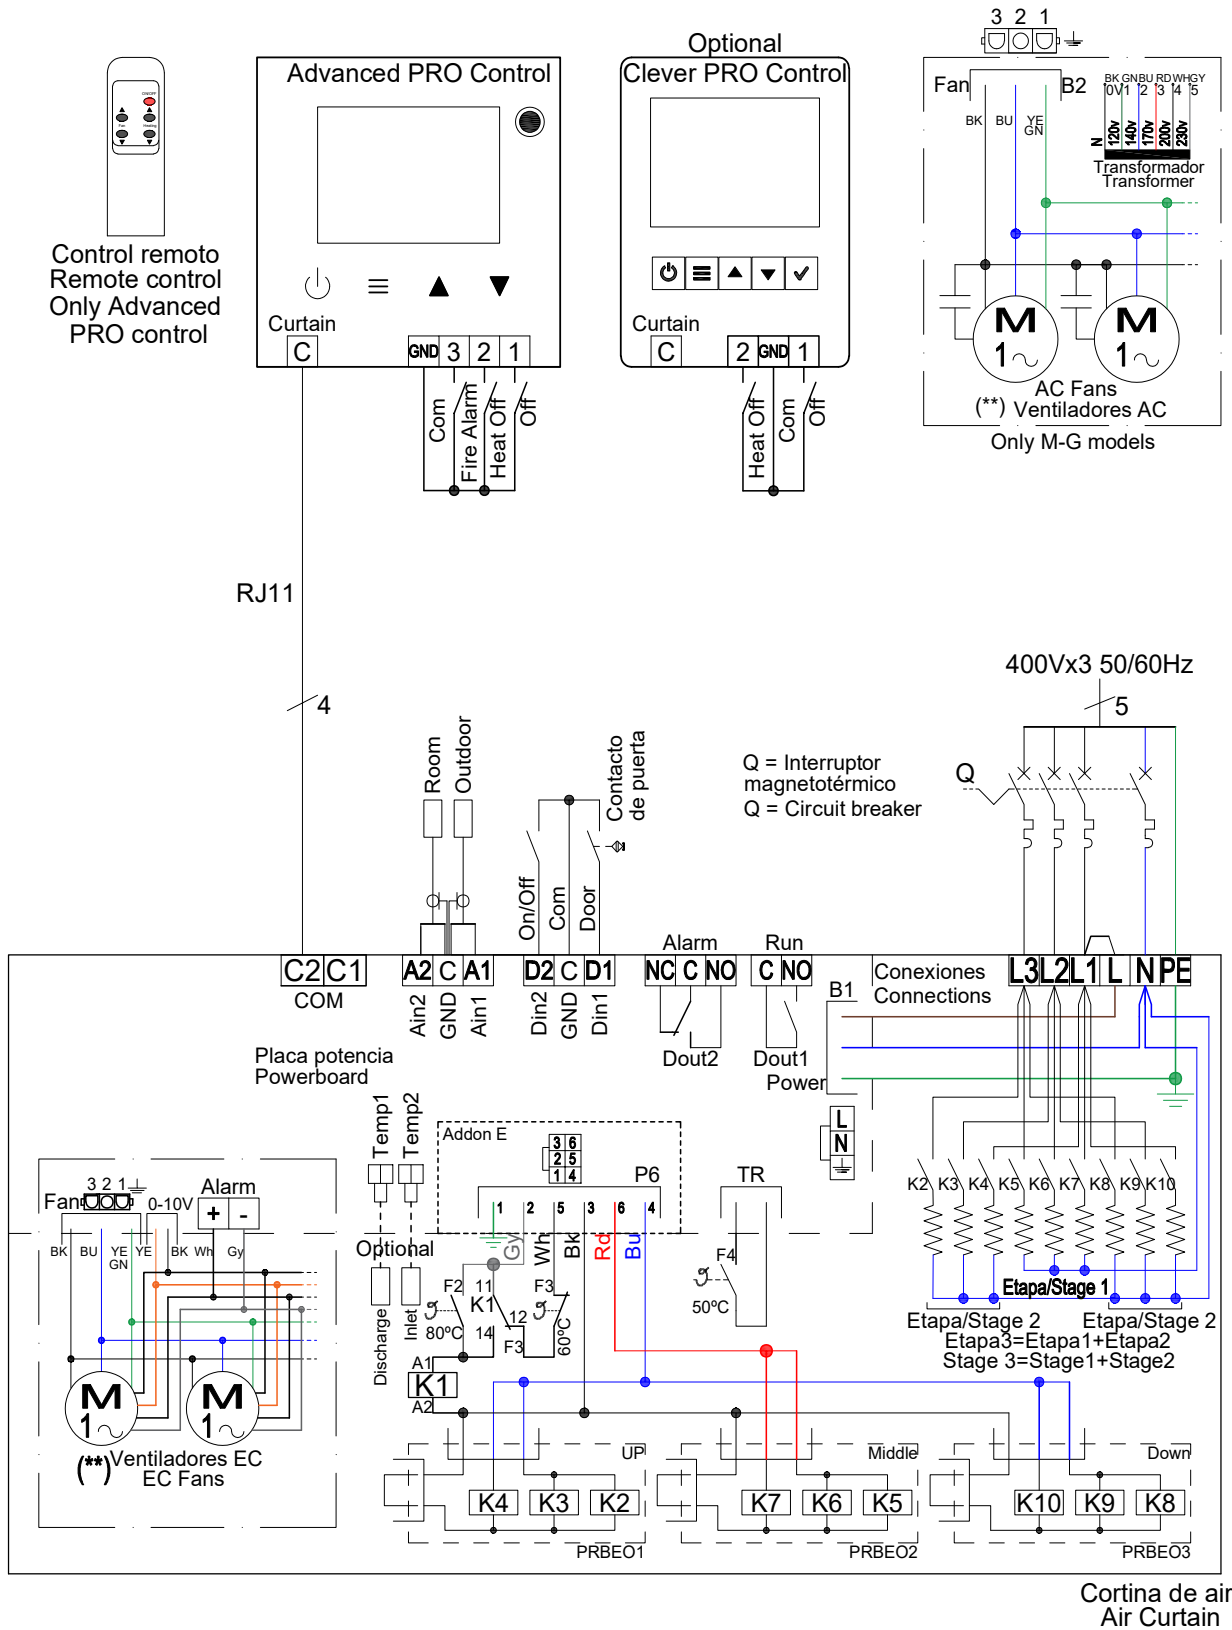 3 2 1
Optional
Advanced PRO Control
Clever PRO Control
ON/OFF
Fan
Heating
Fan
B2
BK GN BU RD WH GY
0V 1 2 3 4 5
BK
BU
YE
GN
N
120v
140v
170v
200v
230v
Transformador
Transformer
Control remoto
Remote control
Only Advanced
PRO control
Curtain
C
GND 3 2 1
Curtain
C
2 GND 1
M
1
M
1
AC Fans
(**) Ventiladores AC
Only M-G models
Com
Fire Alarm
Heat Off
Off
Heat Off
Com
Off
RJ11
4
400Vx3 50/60Hz
5
Room
Outdoor
Contacto
de puerta
Q = Interruptor
magnetotérmico
Q = Circuit breaker
Q
On/Off
Com
Door
Alarm
Run
C2 C1
A2 C A1
D2 C D1
NC C NO
C NO
Conexiones
Connections
L3 L2 L1 L N PE
COM
Ain2
GND
Ain1
Din2
GND
Din1
Dout2
Dout1
B1
Power
Placa potencia
Powerboard
L
N
Temp1
Temp2
Addon E
3 6
2 5
1 4
P6
TR
1 2 5 3 6 4
K2 K3 K4 K5 K6 K7 K8 K9 K10
3 2 1
Fan
0-10V
Alarm
+ -
BK
BU
YE
GN
YE
BK
Wh
Gy
Optional
Gy
Wh
Bk
Rd
Bu
F2
80ºC
11
K1
14
12
F3
F3
60ºC
F4
50ºC
Discharge
Inlet
Etapa/Stage 1
Etapa/Stage 2
Etapa/Stage 2
Etapa3=Etapa1+Etapa2
Stage 3=Stage1+Stage2
A1
K1
A2
M
1
M
1
(**) Ventiladores EC
EC Fans
UP
K4 K3 K2
PRBEO1
Middle
K7 K6 K5
PRBEO2
Down
K10 K9 K8
PRBEO3
Cortina de air
Air Curtain